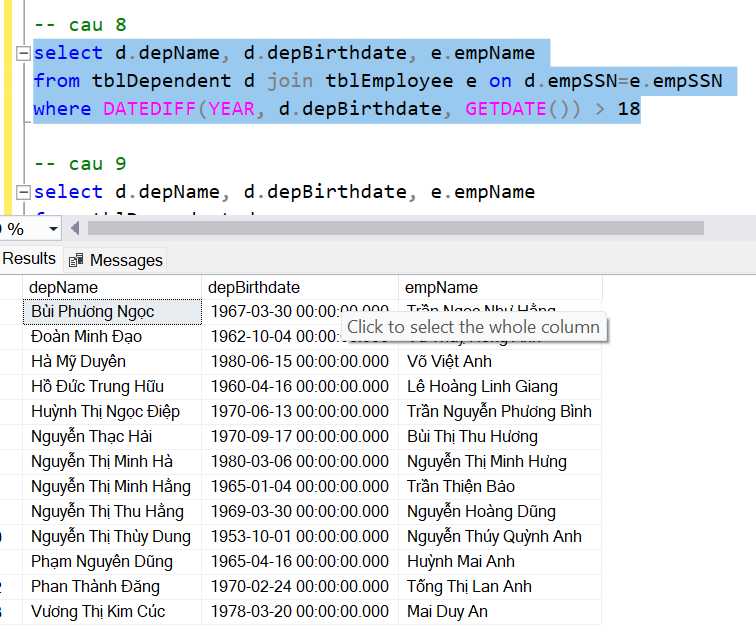 -- cau 8
select d.depName, d.depBirthdate, e.empName
from tblDependent d join tblEmployee e on d.empSSN=e.empSSN
where DATEDIFF(YEAR, d.depBirthdate, GETDATE()) > 18
-- cau 9
select d.depName, d.depBirthdate, e.empName
%
Results Messages
depName depBirthdate empName
Bùi Phương Ngọc 1967-03-30 00:00:00.000 Trần Ngọc Như Hằng
Click to select the whole column
Đoàn Minh Đạo 1962-10-04 00:00
Hà Mỹ Duyên 1980-06-15 00:00:00.000 Võ Việt Anh
Hồ Đức Trung Hữu 1960-04-16 00:00:00.000 Lê Hoàng Linh Giang
Huỳnh Thị Ngọc Điệp 1970-06-13 00:00:00.000 Trần Nguyễn Phương Bình
Nguyễn Thạc Hải 1970-09-17 00:00:00.000 Bùi Thị Thu Hương
Nguyễn Thị Minh Hà 1980-03-06 00:00:00.000 Nguyễn Thị Minh Hưng
Nguyễn Thị Minh Hằng 1965-01-04 00:00:00.000 Trần Thiện Bảo
Nguyễn Thị Thu Hằng 1969-03-30 00:00:00.000 Nguyễn Hoàng Dũng
Nguyễn Thị Thùy Dung 1953-10-01 00:00:00.000 Nguyễn Thúy Quỳnh Anh
Phạm Nguyên Dũng 1965-04-16 00:00:00.000 Huỳnh Mai Anh
Phan Thành Đăng 1970-02-24 00:00:00.000 Tống Thị Lan Anh
Vương Thị Kim Cúc 1978-03-20 00:00:00.000 Mai Duy An